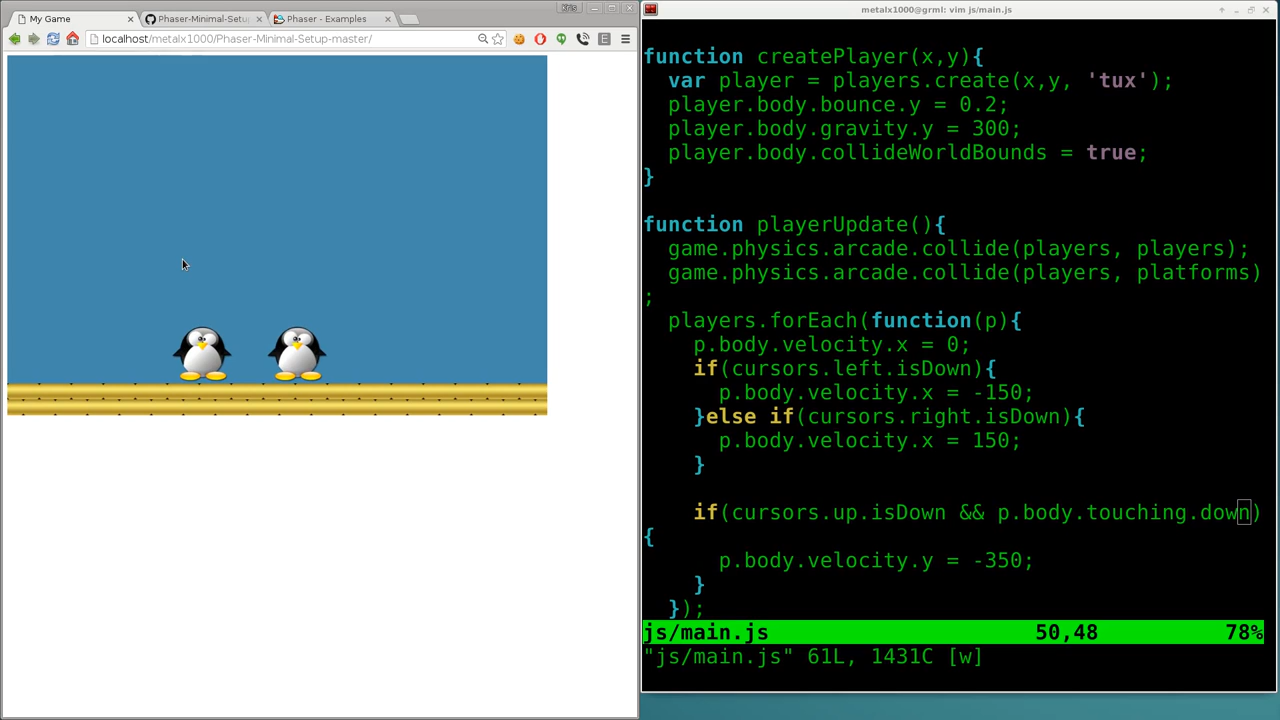 My Game
Phaser-Minimal-Setu
Phaser - Examples
Kris
localhost/metalx1000/Phaser-Minimal-Setup-master/
metalx1000@grml: vim js/main.js
function createPlayer(x,y){
var player = players.create(x,y, 'tux');
player.body.bounce.y = 0.2;
player.body.gravity.y = 300;
player.body.collideWorldBounds = true;
}
function playerUpdate(){
game.physics.arcade.collide(players, players);
game.physics.arcade.collide(players, platforms)
;
players.forEach(function(p){
p.body.velocity.x = 0;
if(cursors.left.isDown){
p.body.velocity.x = -150;
}else if(cursors.right.isDown){
p.body.velocity.x = 150;
}
if(cursors.up.isDown && p.body.touching.down)
{
p.body.velocity.y = -350;
}
});
js/main.js 50,48 78%
"js/main.js" 61L, 1431C [w]